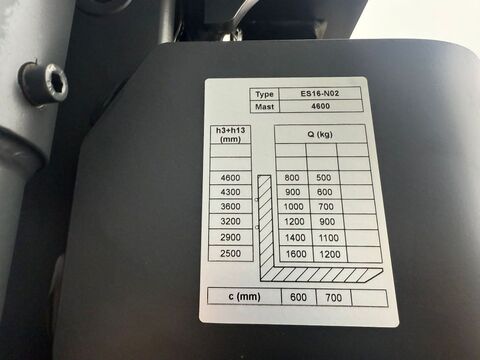 Type ES16-N02
Mast 4600
h3+h13 (mm) Q (kg)
4600 800 500
4300 900 600
3600 1000 700
3200 1200 900
2900 1400 1100
2500 1600 1200
c (mm) 600 700